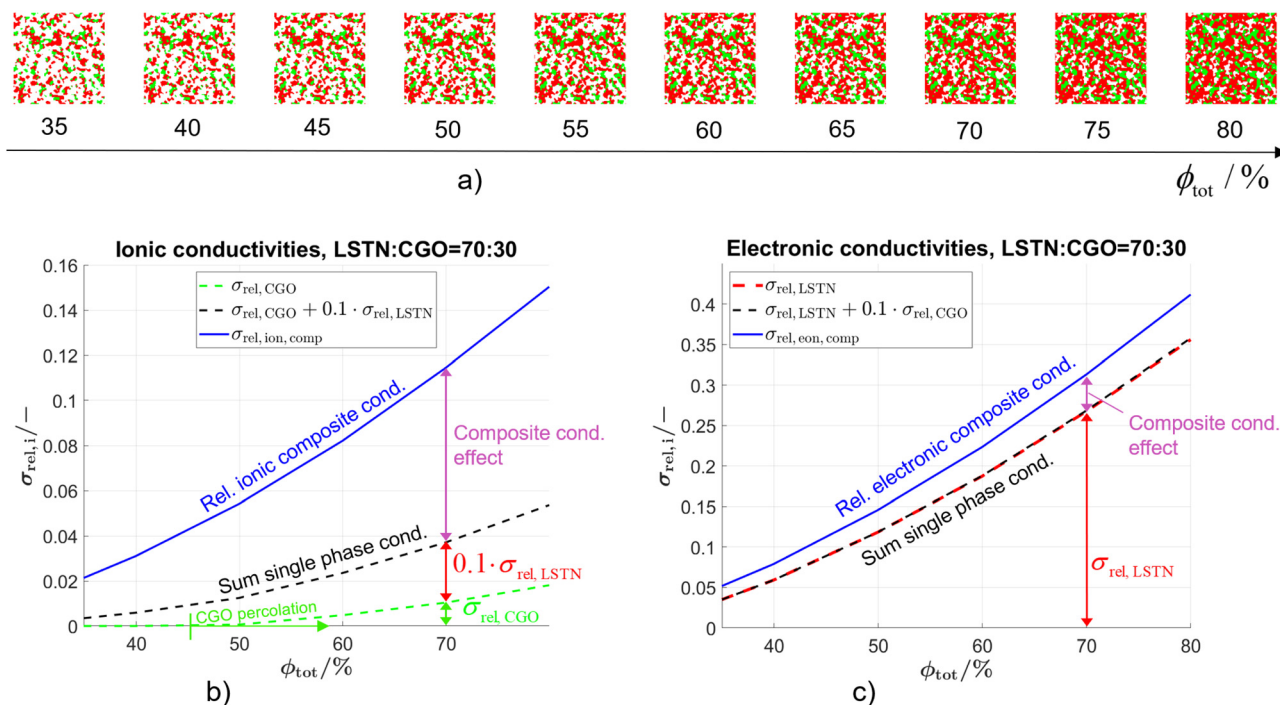 35 40 45 50 55 60 65 70 75 80
a)
ϕtot / %
Ionic conductivities, LSTN:CGO=70:30
0.16
0.14
0.12
0.1
0.08
0.06
0.04
0.02
0
σrel,i/−
σrel,CGO
σrel,CGO + 0.1 · σrel,LSTN
σrel,ion,comp
Rel. ionic composite cond.
Composite cond.
effect
Sum single phase cond.
0.1·σrel,LSTN
CGO percolation
σrel,CGO
40 50 60 70
ϕtot/%
b)
Electronic conductivities, LSTN:CGO=70:30
0.4
0.35
0.3
0.25
0.2
0.15
0.1
0.05
0
σrel,i/−
σrel,LSTN
σrel,LSTN + 0.1 · σrel,CGO
σrel,eon,comp
Rel. electronic composite cond.
Composite cond.
effect
Sum single phase cond.
σrel,LSTN
40 50 60 70 80
ϕtot/%
c)